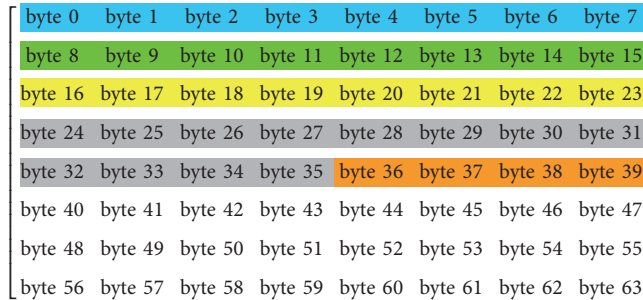 byte 0 byte 1 byte 2 byte 3 byte 4 byte 5 byte 6 byte 7
byte 8 byte 9 byte 10 byte 11 byte 12 byte 13 byte 14 byte 15
byte 16 byte 17 byte 18 byte 19 byte 20 byte 21 byte 22 byte 23
byte 24 byte 25 byte 26 byte 27 byte 28 byte 29 byte 30 byte 31
byte 32 byte 33 byte 34 byte 35 byte 36 byte 37 byte 38 byte 39
byte 40 byte 41 byte 42 byte 43 byte 44 byte 45 byte 46 byte 47
byte 48 byte 49 byte 50 byte 51 byte 52 byte 53 byte 54 byte 55
byte 56 byte 57 byte 58 byte 59 byte 60 byte 61 byte 62 byte 63